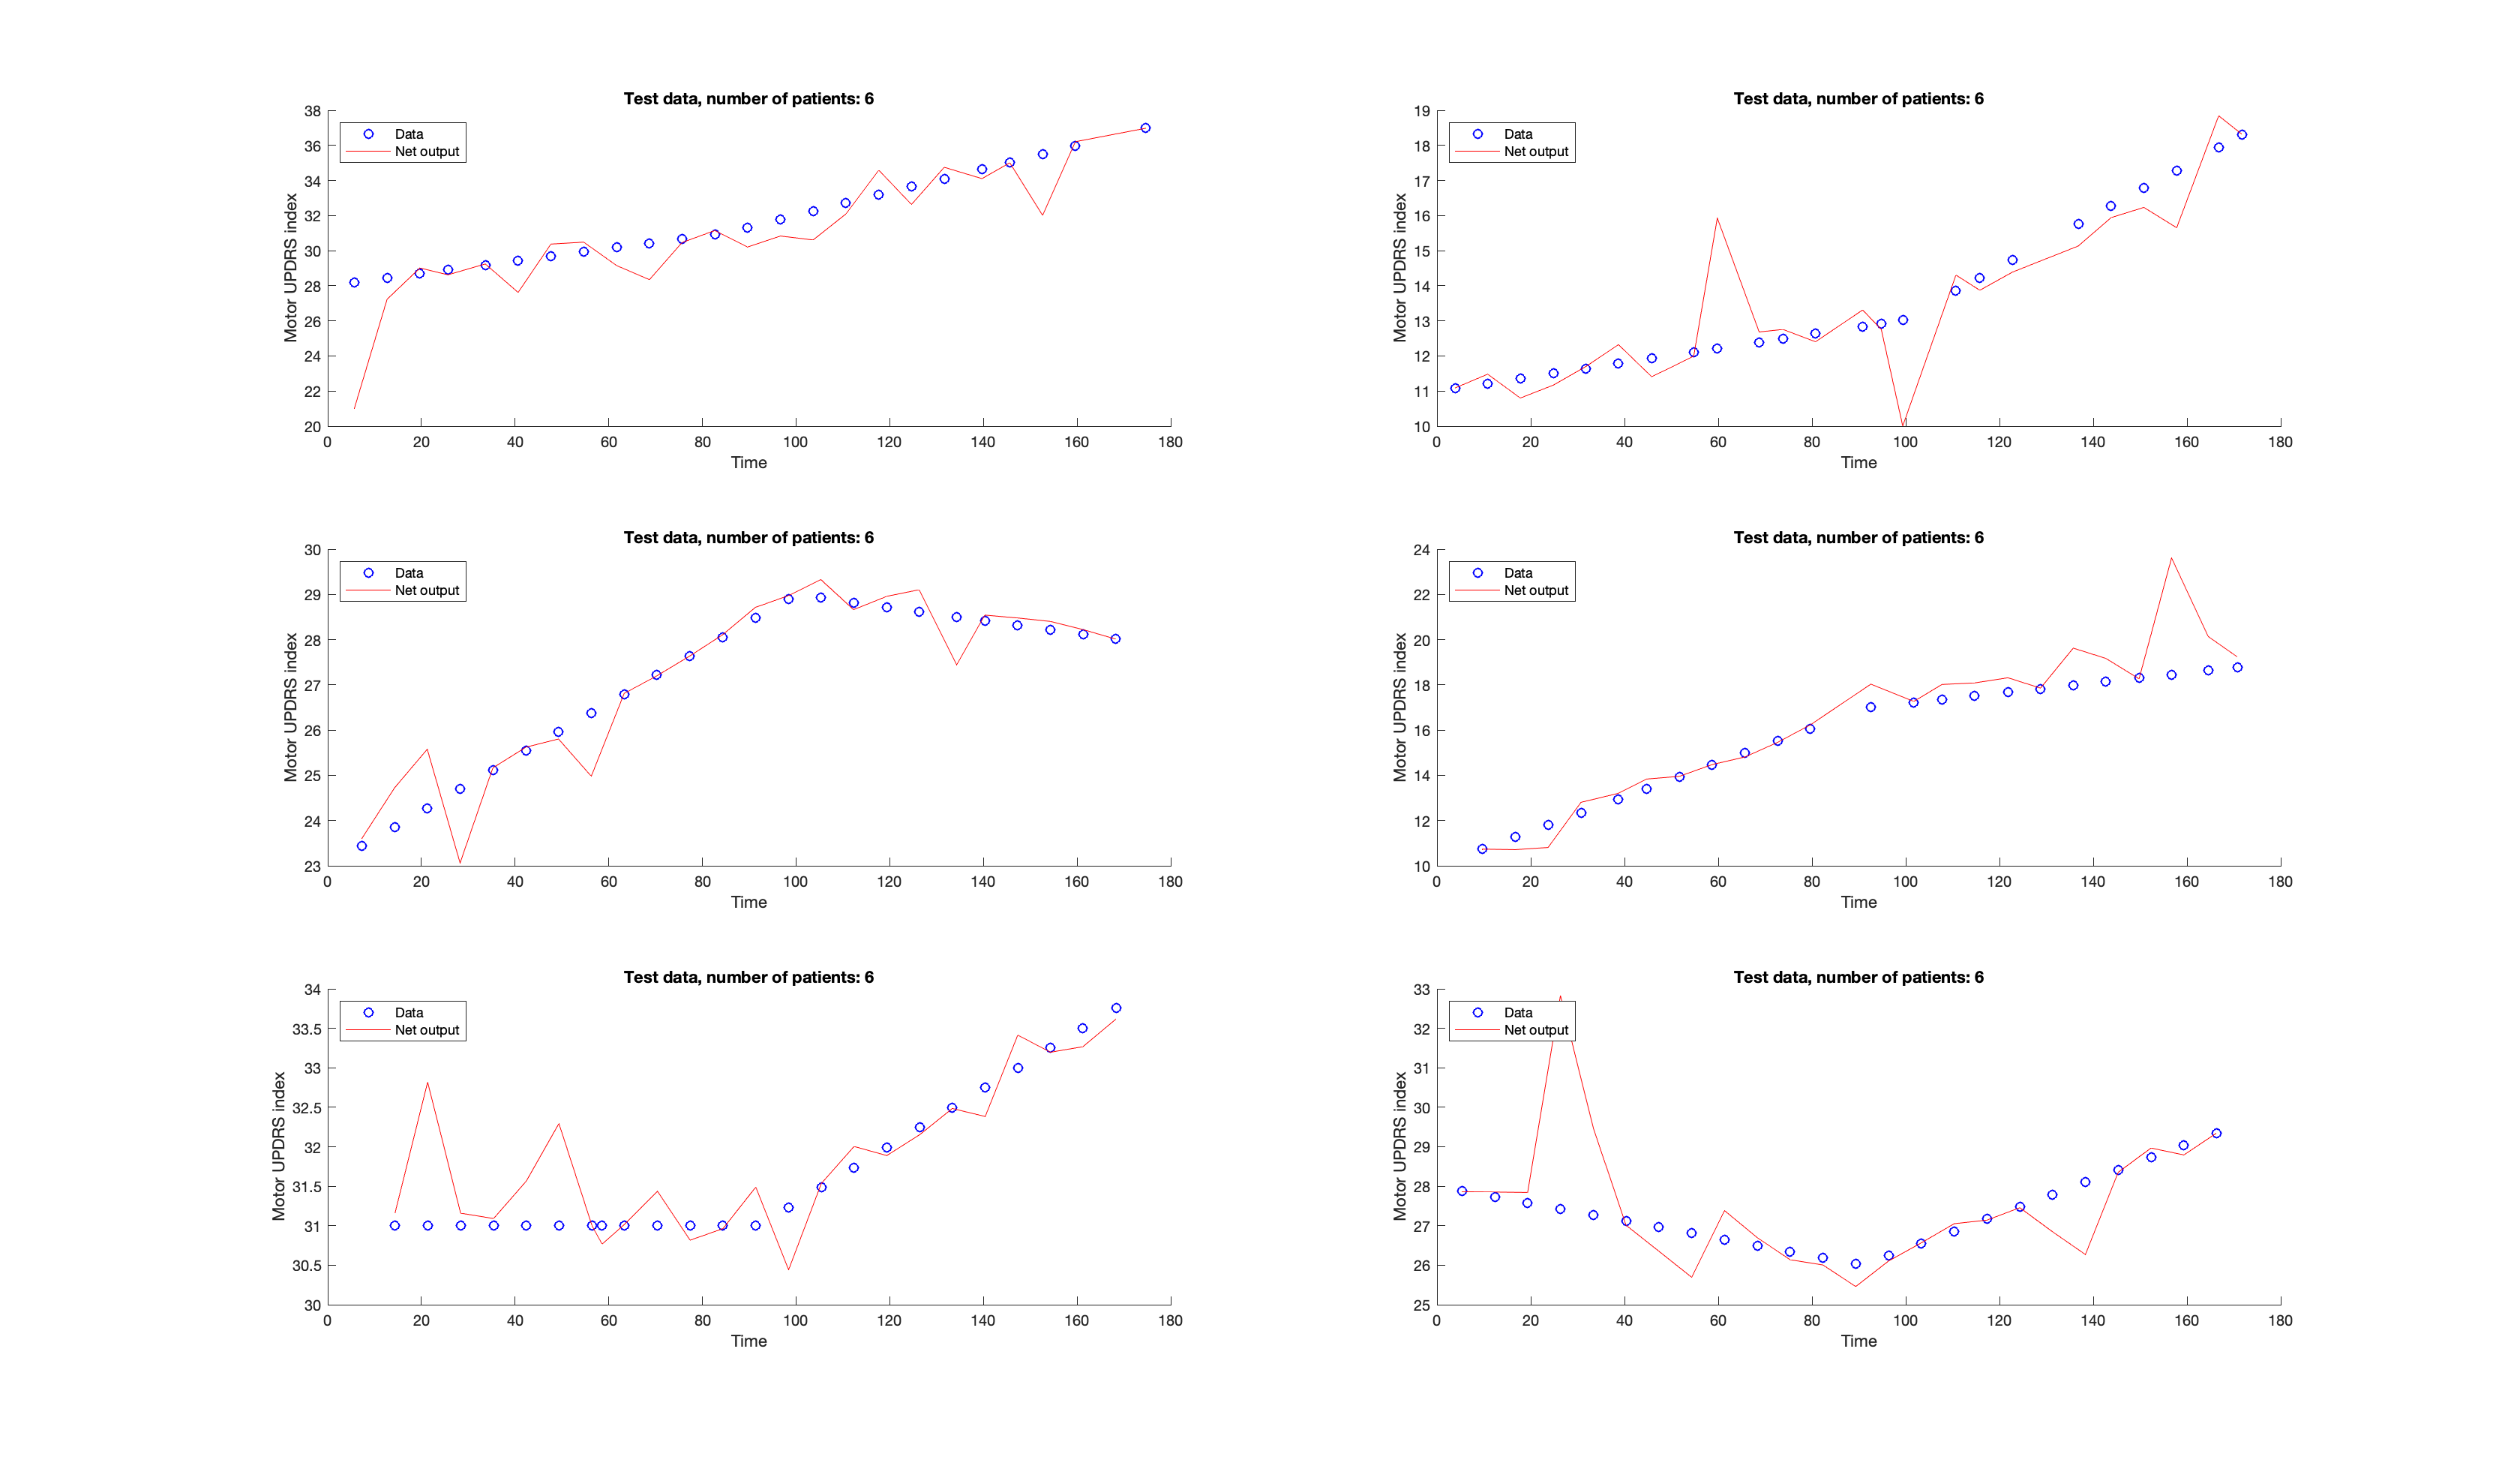 Test data, number of patients: 6
38
36
34
32
30
28
26
24
22
20
Motor UPDRS index
Data
Net output
0 20 40 60 80 100 120 140 160 180
Time
Test data, number of patients: 6
19
18
17
16
15
14
13
12
11
10
Motor UPDRS index
Data
Net output
0 20 40 60 80 100 120 140 160 180
Time
Test data, number of patients: 6
30
29
28
27
26
25
24
23
Motor UPDRS index
Data
Net output
0 20 40 60 80 100 120 140 160 180
Time
Test data, number of patients: 6
24
22
20
18
16
14
12
10
Motor UPDRS index
Data
Net output
0 20 40 60 80 100 120 140 160 180
Time
Test data, number of patients: 6
34
33.5
33
32.5
32
31.5
31
30.5
30
Motor UPDRS index
Data
Net output
0 20 40 60 80 100 120 140 160 180
Time
Test data, number of patients: 6
33
32
31
30
29
28
27
26
25
Motor UPDRS index
Data
Net output
0 20 40 60 80 100 120 140 160 180
Time